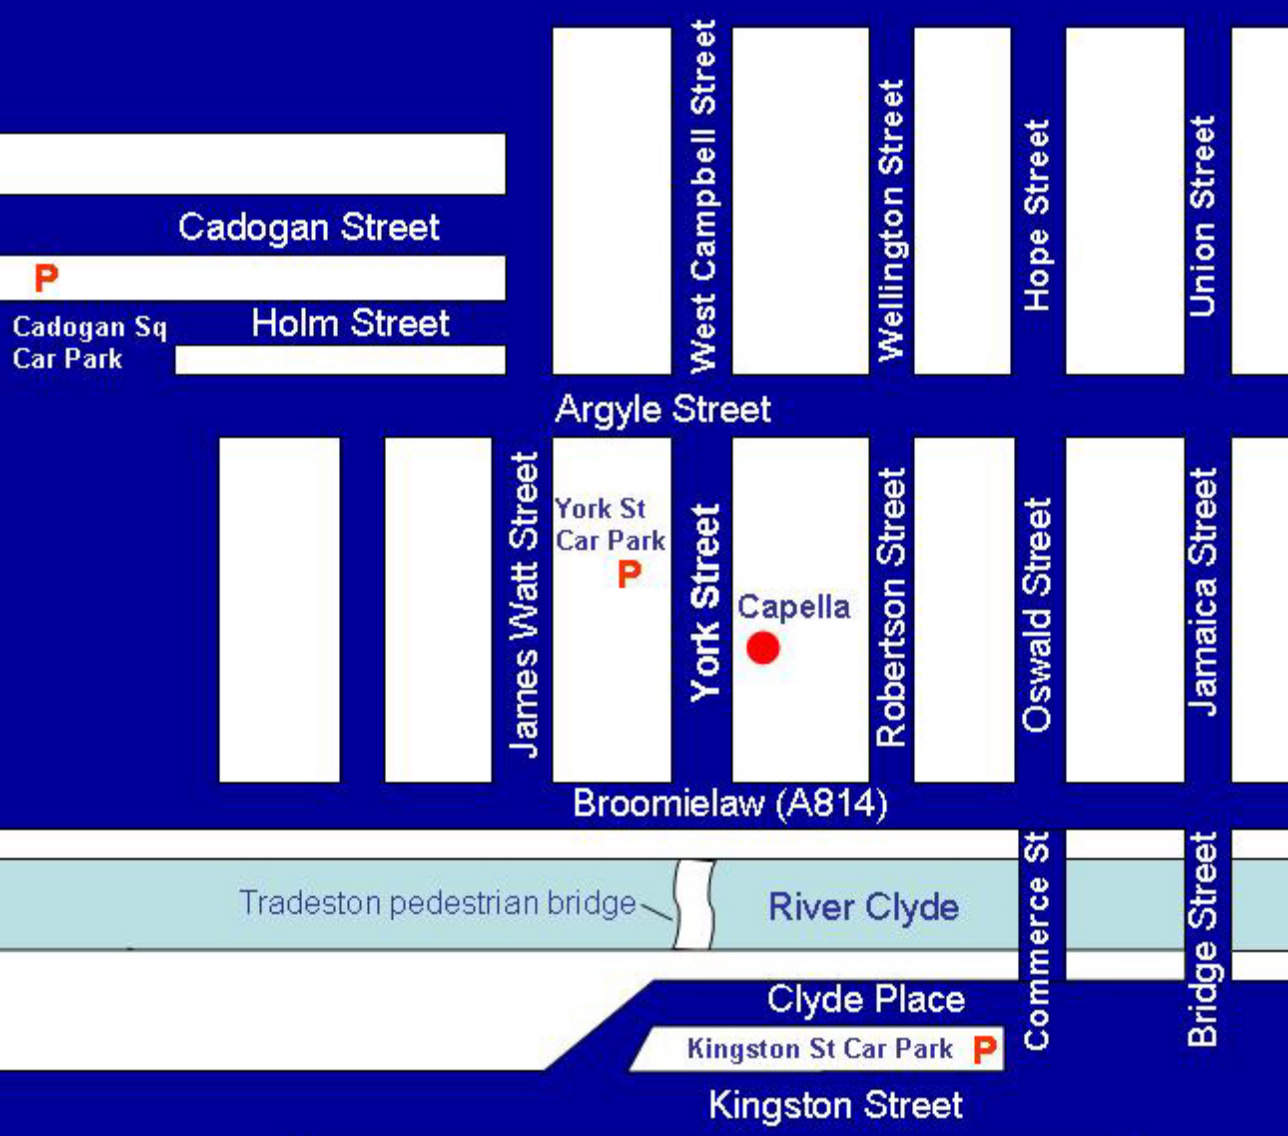 West Campbell Street
Wellington Street
Hope Street
Union Street
Cadogan Street
P
Cadogan Sq
Car Park
Holm Street
Argyle Street
James Watt Street
York St
Car Park
P
York Street
Capella
Robertson Street
Oswald Street
Jamaica Street
Broomielaw (A814)
Tradeston pedestrian bridge
River Clyde
Commerce St
Bridge Street
Clyde Place
Kingston St Car Park P
Kingston Street